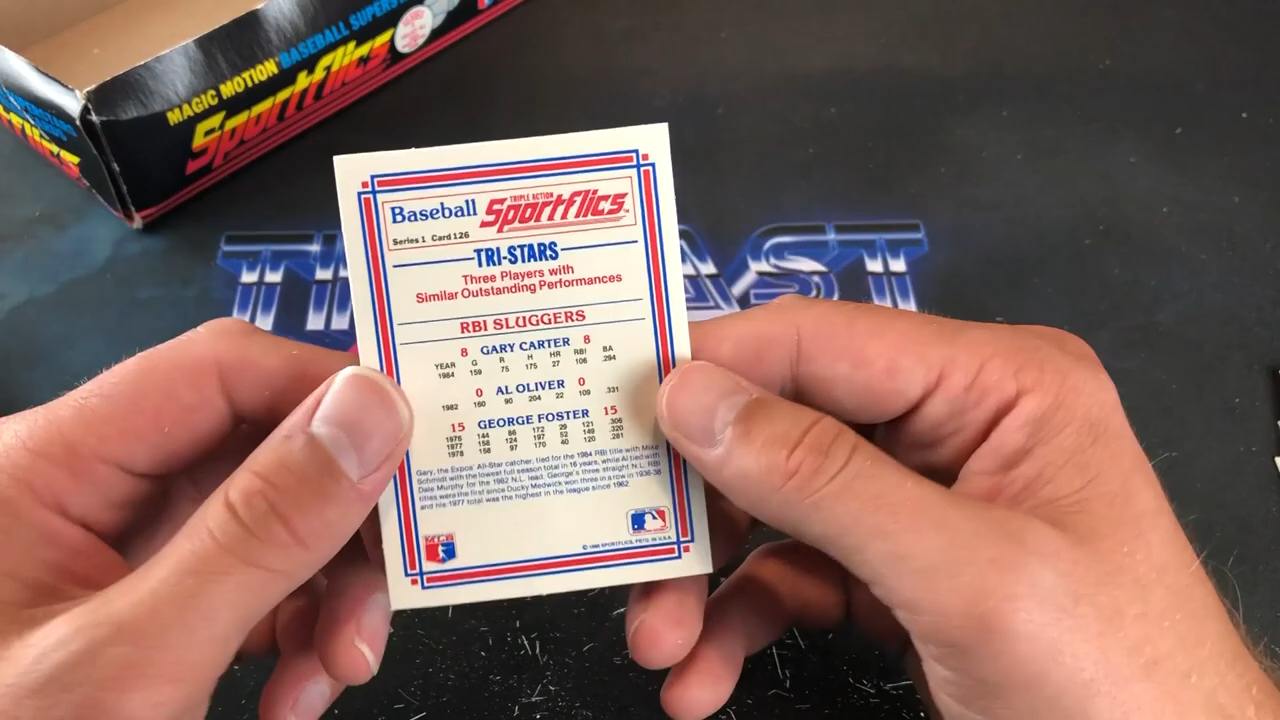 MAGIC MOTION BASEBALL SUPERST
Sportflics
SUPERSTARS
Baseball TRIPLE ACTION Sportflics™
Series 1 Card 126
TRI-STARS
Three Players with
Similar Outstanding Performances
RBI SLUGGERS
8 GARY CARTER 8
YEAR G R H HR RBI BA
1984 159 75 175 27 106 .294
0 AL OLIVER 0
1982 160 90 204 22 109 .331
15 GEORGE FOSTER 15
1976 144 86 172 29 121 .306
1977 158 124 197 52 149 .320
1978 158 97 170 40 120 .281
Gary, the Expos' All-Star catcher, tied for the 1984 RBI title with Mike
Schmidt with the lowest full season total in 16 years, while Al tied with
Dale Murphy for the 1982 N.L. lead. George's three straight N.L. RBI
titles were the first since Ducky Medwick won three in a row in 1936-38
and his 1977 total was the highest in the league since 1962.
© 1986 SPORTFLICS, PRTD. IN U.S.A.